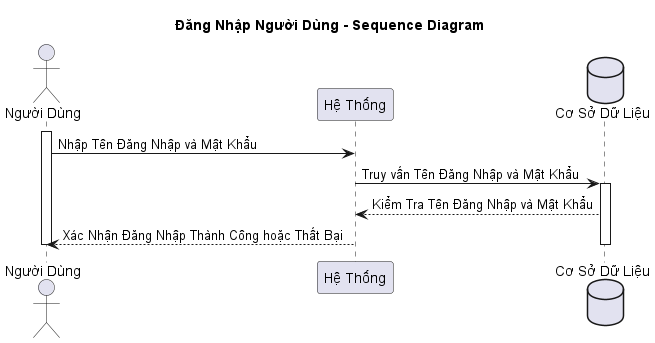 Đăng Nhập Người Dùng - Sequence Diagram
Người Dùng
Hệ Thống
Cơ Sở Dữ Liệu
Nhập Tên Đăng Nhập và Mật Khẩu
Truy vấn Tên Đăng Nhập và Mật Khẩu
Kiểm Tra Tên Đăng Nhập và Mật Khẩu
Xác Nhận Đăng Nhập Thành Công hoặc Thất Bại
Người Dùng
Hệ Thống
Cơ Sở Dữ Liệu